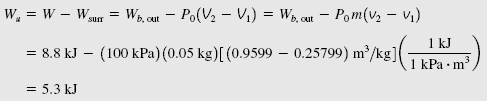 W_u = W − W_surr = W_b, out − P_0(V_2 − V_1) = W_b, out − P_0 m(v_2 − v_1)
= 8.8 kJ − (100 kPa)(0.05 kg)[(0.9599 − 0.25799) m³/kg](1 kJ / 1 kPa · m³)
= 5.3 kJ